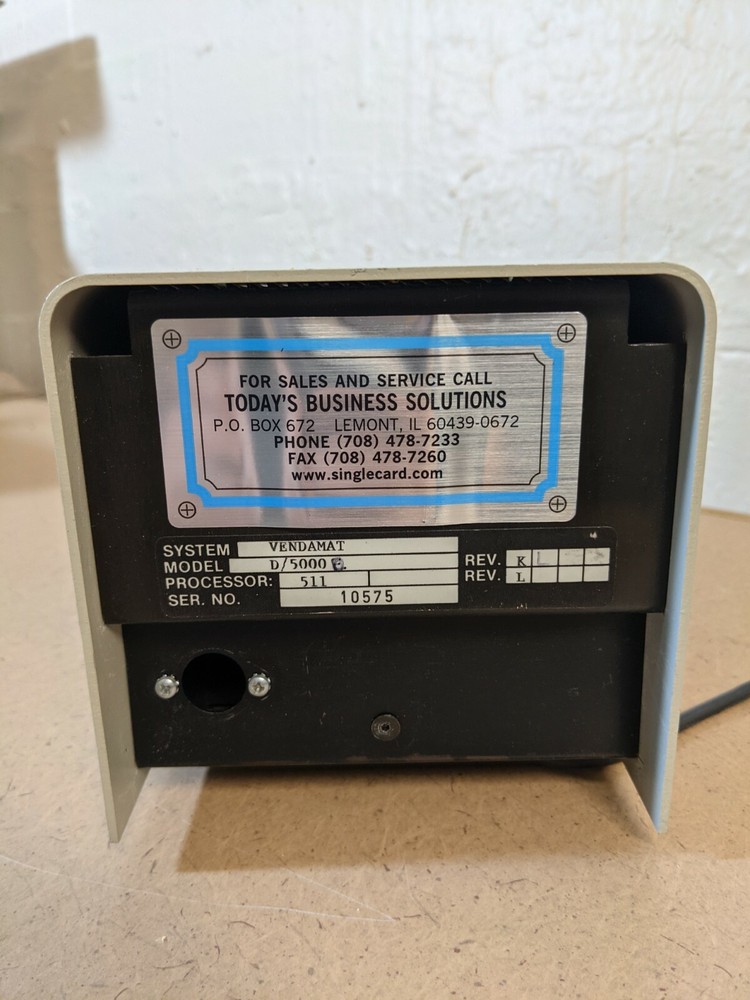 FOR SALES AND SERVICE CALL
TODAY'S BUSINESS SOLUTIONS
P.O. BOX 672 LEMONT, IL 60439-0672
PHONE (708) 478-7233
FAX (708) 478-7260
www.singlecard.com
SYSTEM VENDAMAT
MODEL D/5000
PROCESSOR: 511
SER. NO. 10575
REV. K L
REV. L